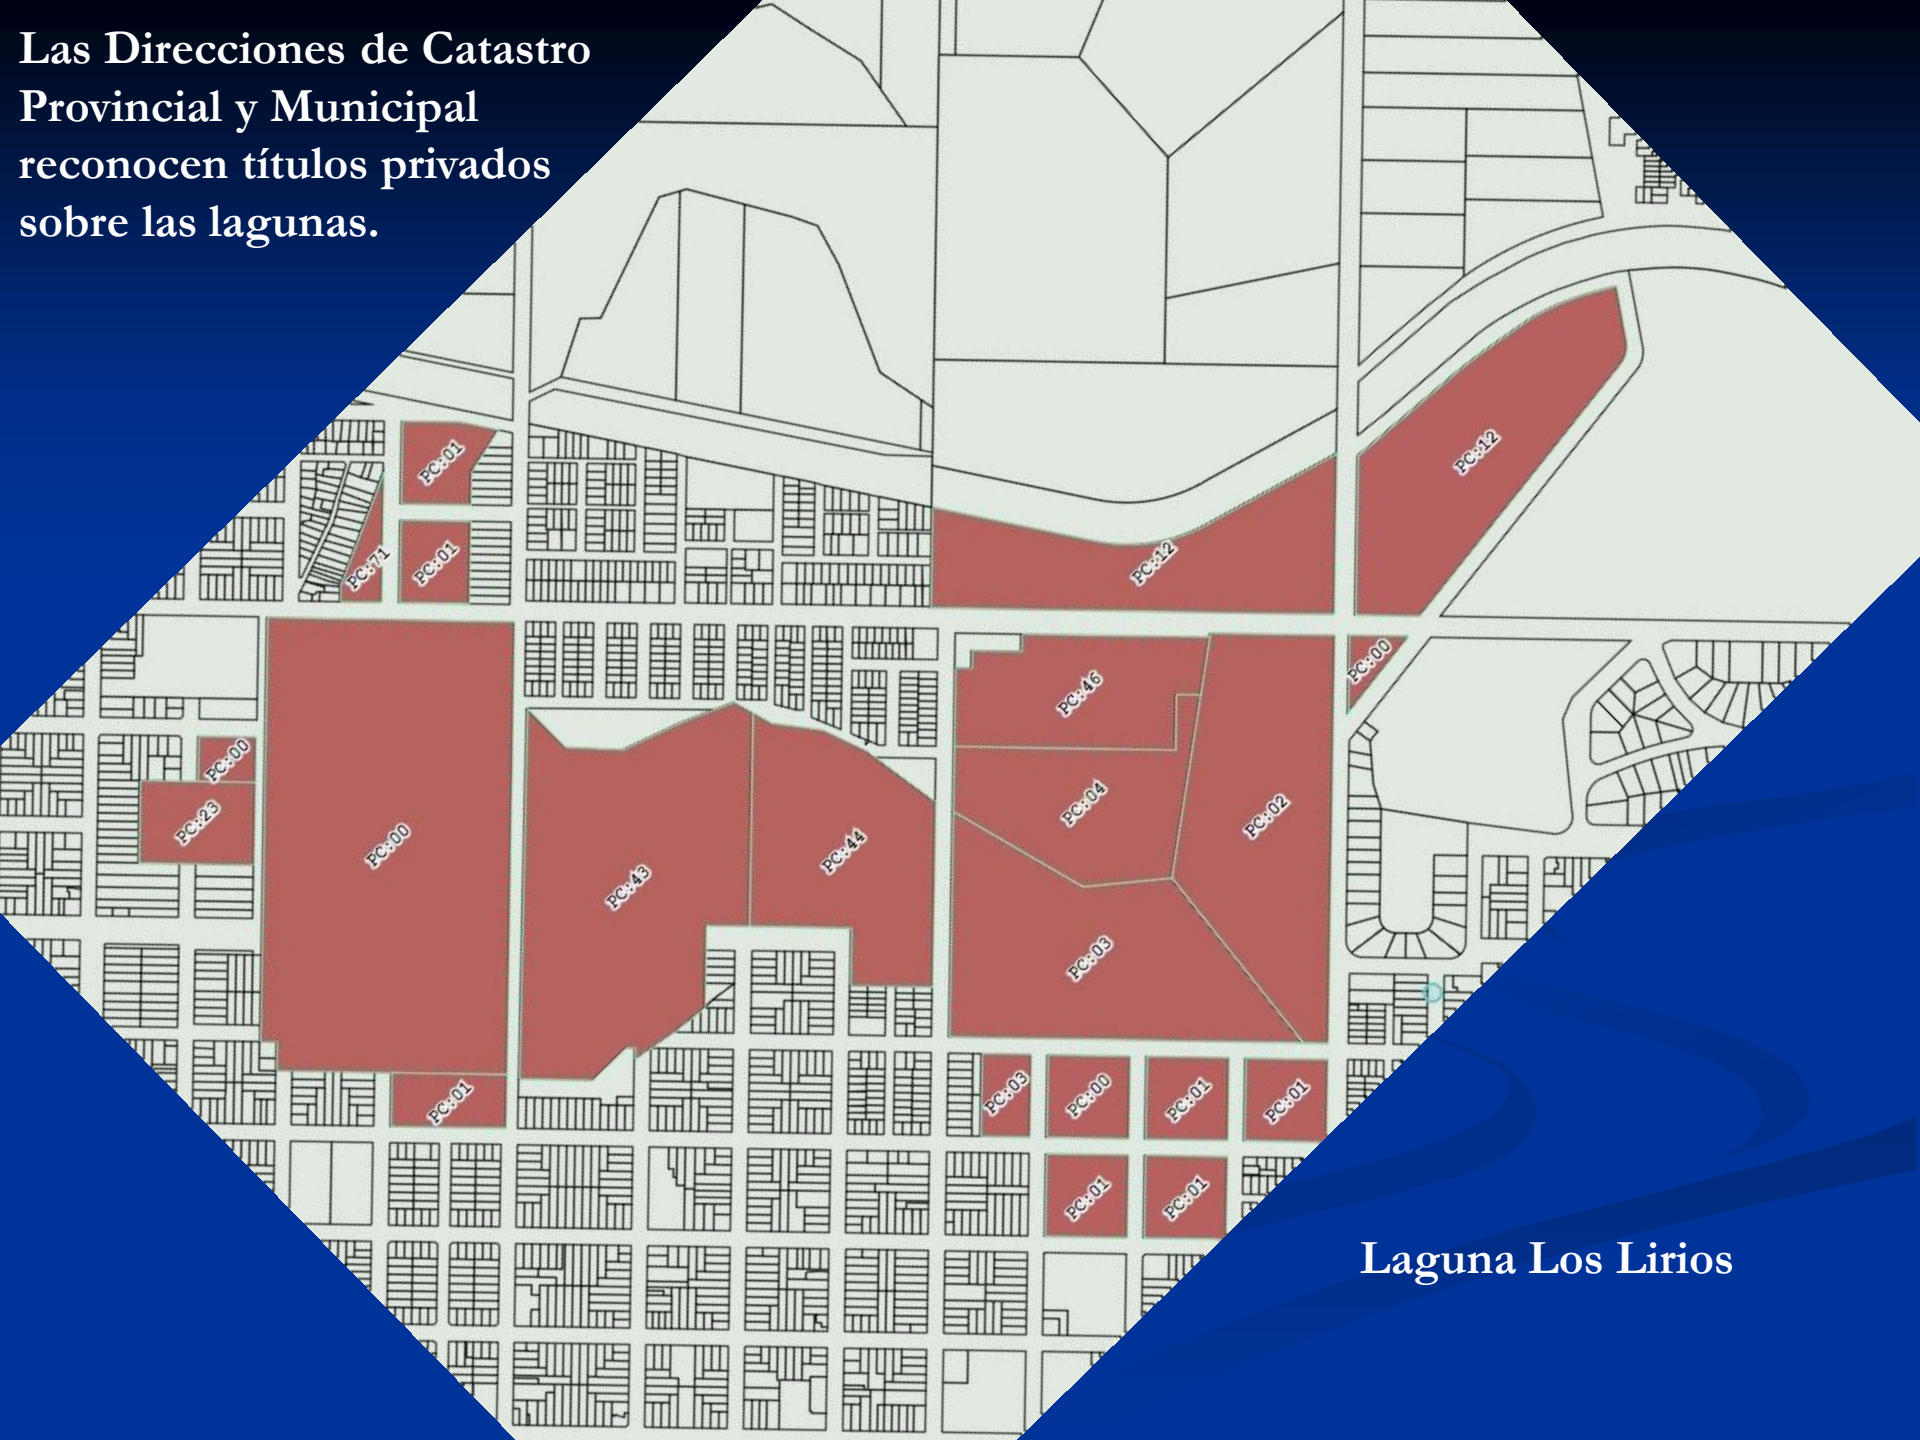 Las Direcciones de Catastro
Provincial y Municipal
reconocen títulos privados
sobre las lagunas.
PC:01
PC:12
PC:71
PC:01
PC:12
PC:46
PC:00
PC:00
PC:23
PC:00
PC:43
PC:44
PC:04
PC:02
PC:03
PC:01
PC:03
PC:00
PC:01
PC:01
PC:01
PC:01
Laguna Los Lirios